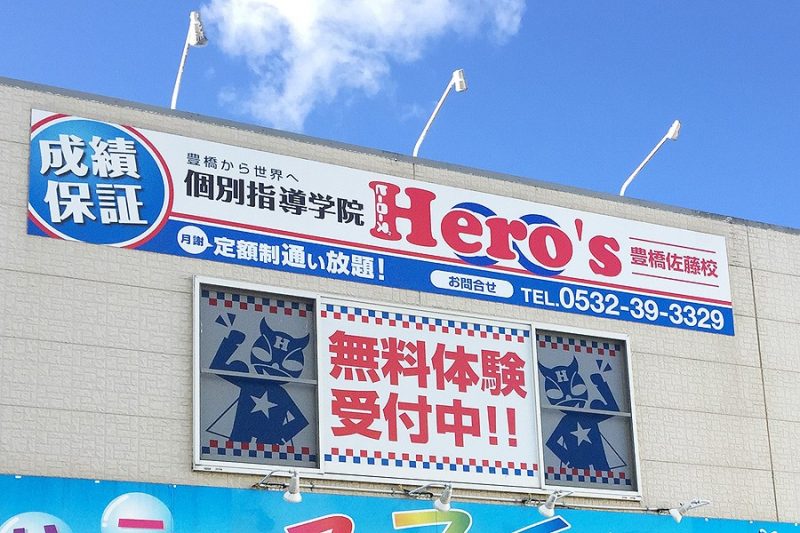 成績
保証
豊橋から世界へ
個別指導学院
Hero's
豊橋佐藤校
月謝 定額制通い放題!
お問合せ TEL.0532-39-3329
無料体験
受付中!!
H
H